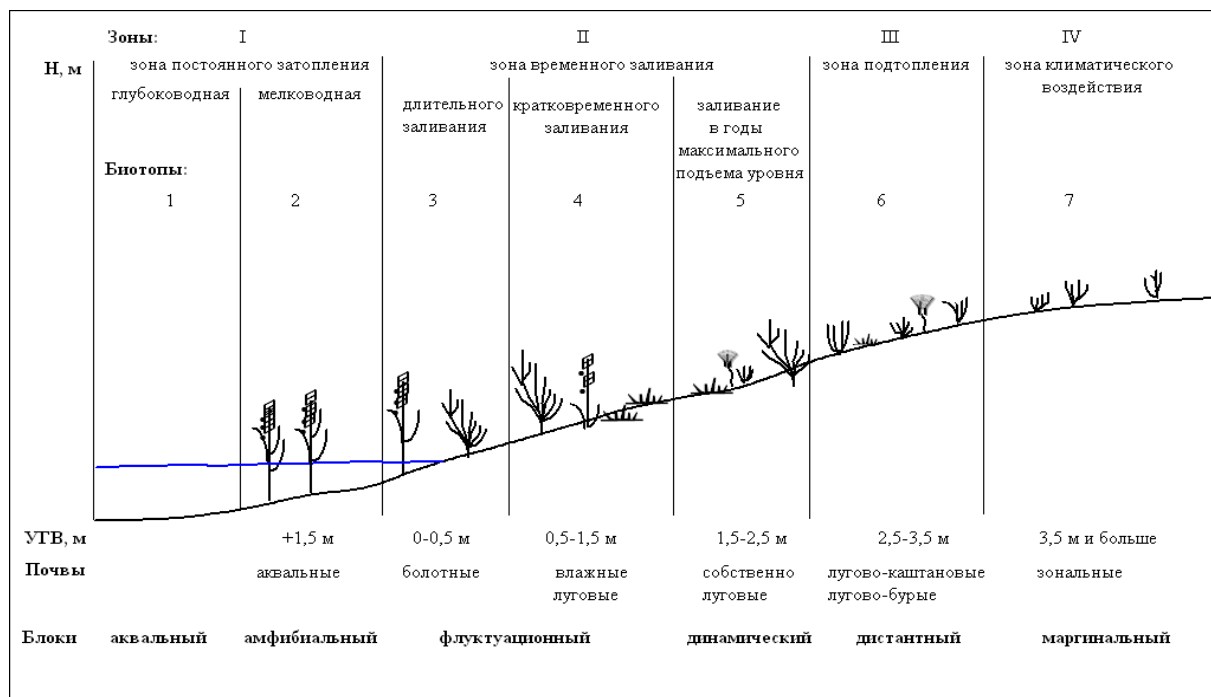 Зоны: I II III IV
Н, м зона постоянного затопления зона временного заливания зона подтопления зона климатического
воздействия
глубоководная мелководная
длительного кратковременного заливание
заливания заливания в годы
максимального
подъема уровня
Биотопы:
1 2 3 4 5 6 7
УГВ, м +1,5 м 0-0,5 м 0,5-1,5 м 1,5-2,5 м 2,5-3,5 м 3,5 м и больше
Почвы аквальные болотные влажные собственно лугово-каштановые зональные
луговые луговые лугово-бурые
Блоки аквальный амфибиальный флуктуационный динамический дистантный маргинальный